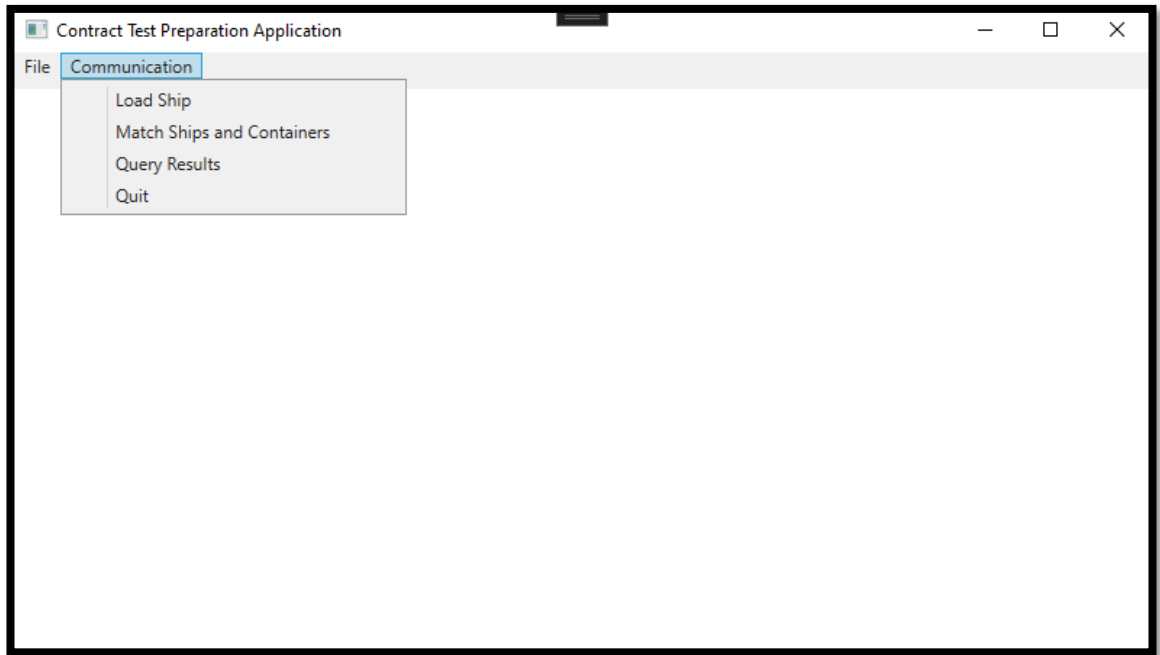 Contract Test Preparation Application
File Communication
Load Ship
Match Ships and Containers
Query Results
Quit